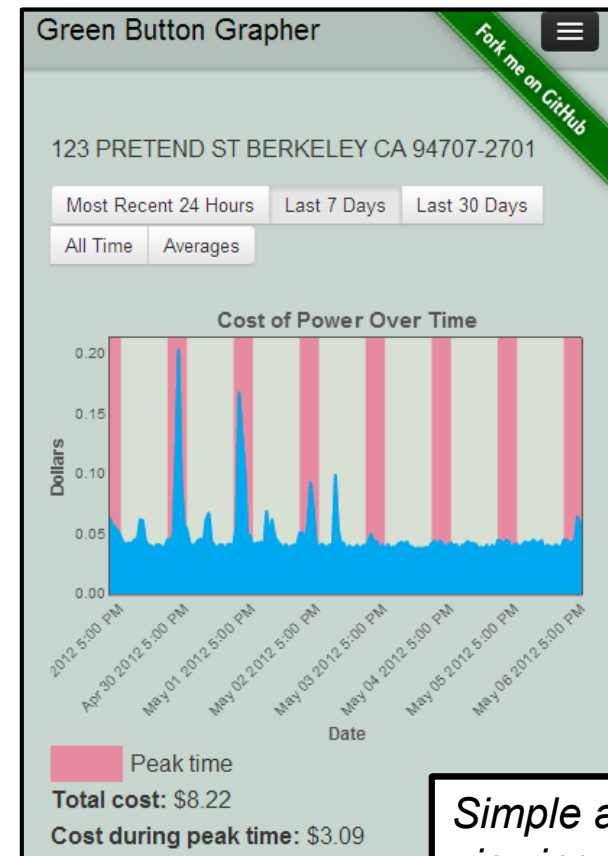 Green Button Grapher
Fork me on GitHub
123 PRETEND ST BERKELEY CA 94707-2701
Most Recent 24 Hours Last 7 Days Last 30 Days
All Time Averages
Cost of Power Over Time
Dollars
0.20
0.15
0.10
0.05
0.00
2012 5:00 PM
Apr 30 2012 5:00 PM
May 01 2012 5:00 PM
May 02 2012 5:00 PM
May 03 2012 5:00 PM
May 04 2012 5:00 PM
May 05 2012 5:00 PM
May 06 2012 5:00 PM
Date
Peak time
Total cost: $8.22
Cost during peak time: $3.09
Simple